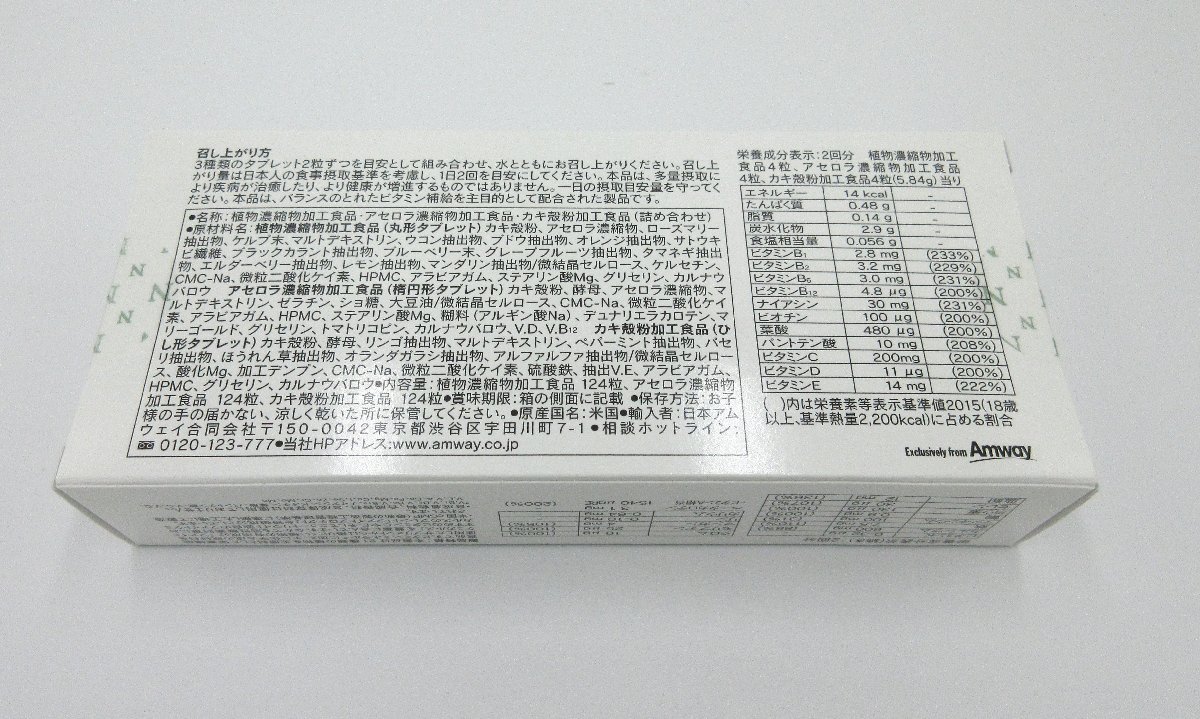 召し上がり方
3種類のタブレット2粒ずつを目安として組み合わせ、水とともにお召し上がりください。召し上
がり量は日本人の食事摂取基準を考慮し、1日2回を目安にしてください。本品は、多量摂取に
より疾病が治癒したり、より健康が増進するものではありません。一日の摂取目安量を守ってく
ださい。本品は、バランスのとれたビタミン補給を主目的として配合された製品です。
●名称:植物濃縮物加工食品・アセロラ濃縮物加工食品・カキ殻粉加工食品(詰め合わせ)
●原材料名:植物濃縮物加工食品(丸形タブレット)カキ殻粉、アセロラ濃縮物、ローズマリー
抽出物、ケルプ末、マルトデキストリン、ウコン抽出物、ブドウ抽出物、オレンジ抽出物、サトウキ
ビ繊維、ブラックカラント抽出物、ブルーベリー末、グレープフルーツ抽出物、タマネギ抽出
物、エルダーベリー抽出物、レモン抽出物、マンダリン抽出物/微結晶セルロース、ケルセチン、
CMC-Na、微粒二酸化ケイ素、HPMC、アラビアガム、ステアリン酸Mg、グリセリン、カルナウ
バロウ アセロラ濃縮物加工食品(楕円形タブレット)カキ殻粉、酵母、アセロラ濃縮物、マ
ルトデキストリン、ゼラチン、ショ糖、大豆油/微結晶セルロース、CMC-Na、微粒二酸化ケイ
素、アラビアガム、HPMC、ステアリン酸Mg、糊料(アルギン酸Na)、デュナリエラカロテン、マ
リーゴールド、グリセリン、トマトリコピン、カルナウバロウ、V.D、V.B12 カキ殻粉加工食品(ひ
し形タブレット)カキ殻粉、酵母、リンゴ抽出物、マルトデキストリン、ペパーミント抽出物、パセ
リ抽出物、ほうれん草抽出物、オランダガラシ抽出物、アルファルファ抽出物/微結晶セルロー
ス、酸化Mg、加工デンプン、CMC-Na、微粒二酸化ケイ素、硫酸鉄、抽出V.E、アラビアガム、
HPMC、グリセリン、カルナウバロウ●内容量:植物濃縮物加工食品 124粒、アセロラ濃縮物
加工食品 124粒、カキ殻粉加工食品 124粒●賞味期限:箱の側面に記載 ●保存方法:お子
様の手の届かない、涼しく乾いた所に保管してください。●原産国名:米国●輸入者:日本アム
ウェイ合同会社〒150-0042東京都渋谷区宇田川町7-1●相談ホットライン:
0120-123-777●当社HPアドレス:www.amway.co.jp
栄養成分表示:2回分 植物濃縮物加工
食品4粒、アセロラ濃縮物加工食品
4粒、カキ殻粉加工食品4粒(5.84g)当り
エネルギー 14 kcal -
たんぱく質 0.48 g -
脂質 0.14 g -
炭水化物 2.9 g -
食塩相当量 0.056 g -
ビタミンB1 2.8 mg (233%)
ビタミンB2 3.2 mg (229%)
ビタミンB6 3.0 mg (231%)
ビタミンB12 4.8 μg (200%)
ナイアシン 30 mg (231%)
ビオチン 100 μg (200%)
葉酸 480 μg (200%)
パントテン酸 10 mg (208%)
ビタミンC 200mg (200%)
ビタミンD 11 μg (200%)
ビタミンE 14 mg (222%)
( )内は栄養素等表示基準値2015(18歳
以上、基準熱量2,200kcal)に占める割合
Exclusively from Amway